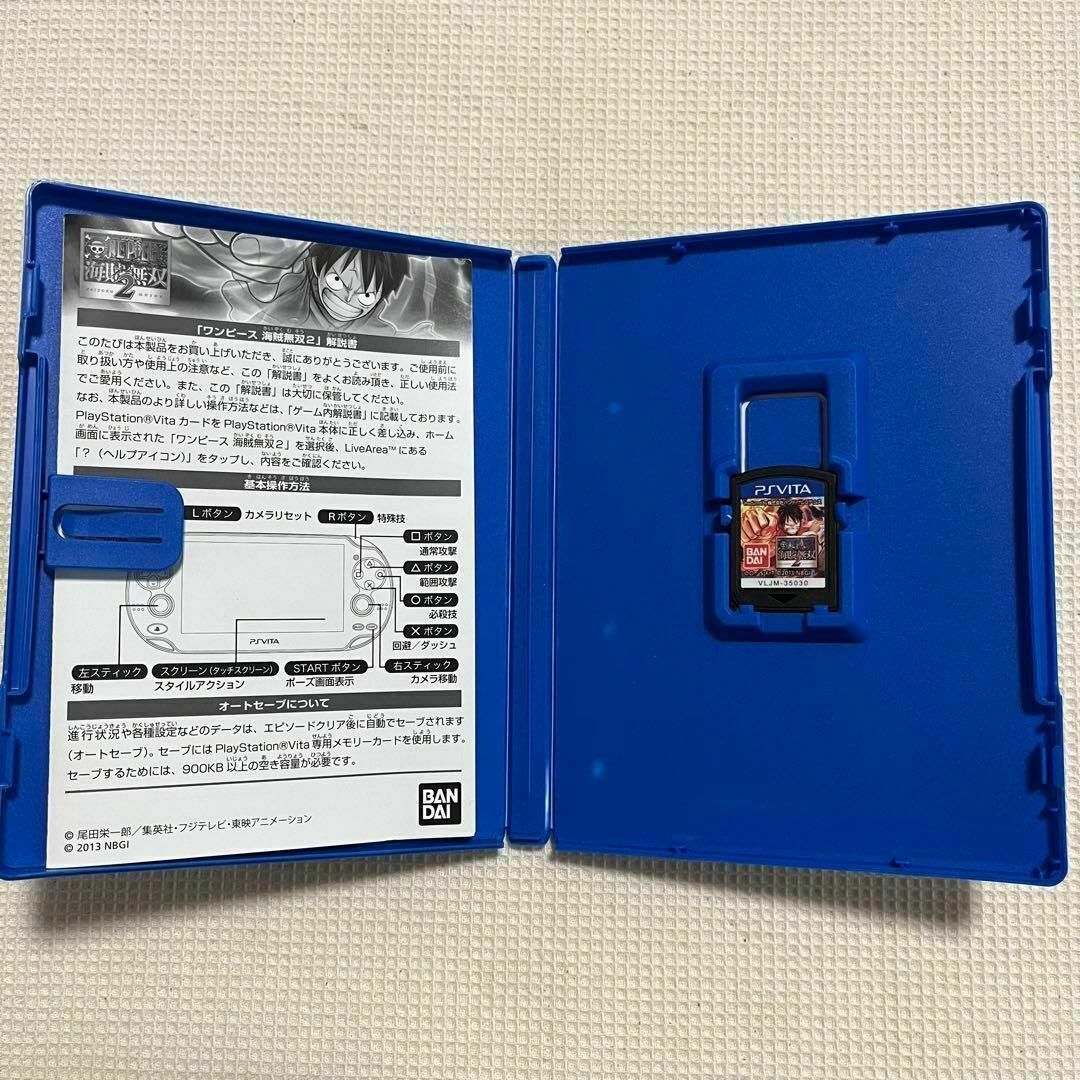 海賊無双
2
「ワンピース 海賊無双2」解説書
このたびは本製品をお買い上げいただき、誠にありがとうございます。ご使用前に
取り扱い方や使用上の注意など、この「解説書」をよくお読み頂き、正しい使用法
でご愛用ください。また、この「解説書」は大切に保管してください。
なお、本製品のより詳しい操作方法などは、「ゲーム内解説書」に記載しております。
PlayStation®Vita カードを PlayStation®Vita 本体に正しく差し込み、ホーム
画面に表示された「ワンピース 海賊無双2」を選択後、LiveArea™ にある
「？（ヘルプアイコン）」をタップし、内容をご確認ください。
基本操作方法
L ボタン カメラリセット R ボタン 特殊技
□ ボタン
通常攻撃
△ ボタン
範囲攻撃
○ ボタン
必殺技
× ボタン
回避／ダッシュ
PSVITA
左スティック
移動
スクリーン（タッチスクリーン）
スタイルアクション
START ボタン
ポーズ画面表示
右スティック
カメラ移動
オートセーブについて
進行状況や各種設定などのデータは、エピソードクリア後に自動でセーブされます
（オートセーブ）。セーブには PlayStation®Vita 専用メモリーカードを使用します。
セーブするためには、900KB 以上の空き容量が必要です。
BAN
DAI
© 尾田栄一郎／集英社・フジテレビ・東映アニメーション
© 2013 NBGI
PSVITA
BAN
DAI
海賊無双
2
©2013 NBGI
VLJM-35030